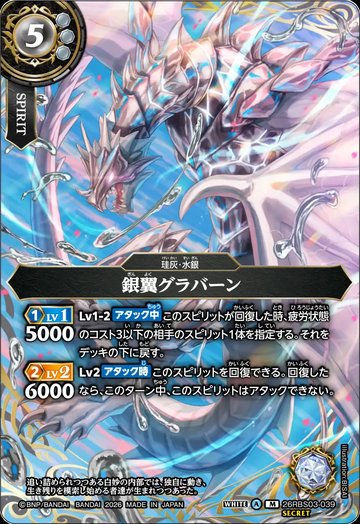 5
SPIRIT
珪灰・水銀
銀翼グラバーン
1 LV1 5000
Lv1-2 アタック中 このスピリットが回復した時、疲労状態
のコスト3以下の相手のスピリット1体を指定する。それを
デッキの下に戻す。
2 LV2 6000
Lv2 アタック時 このスピリットを回復できる。回復した
なら、このターン中、このスピリットはアタックできない。
追い詰められつつある白妙の内部では、独自に動き、
生き残りを模索し始める者達が生まれつつあった。
Illustration BISAI
©BNP/BANDAI BANDAI 2026 MADE IN JAPAN
WHITE A M 26RBS03-039
SECRET